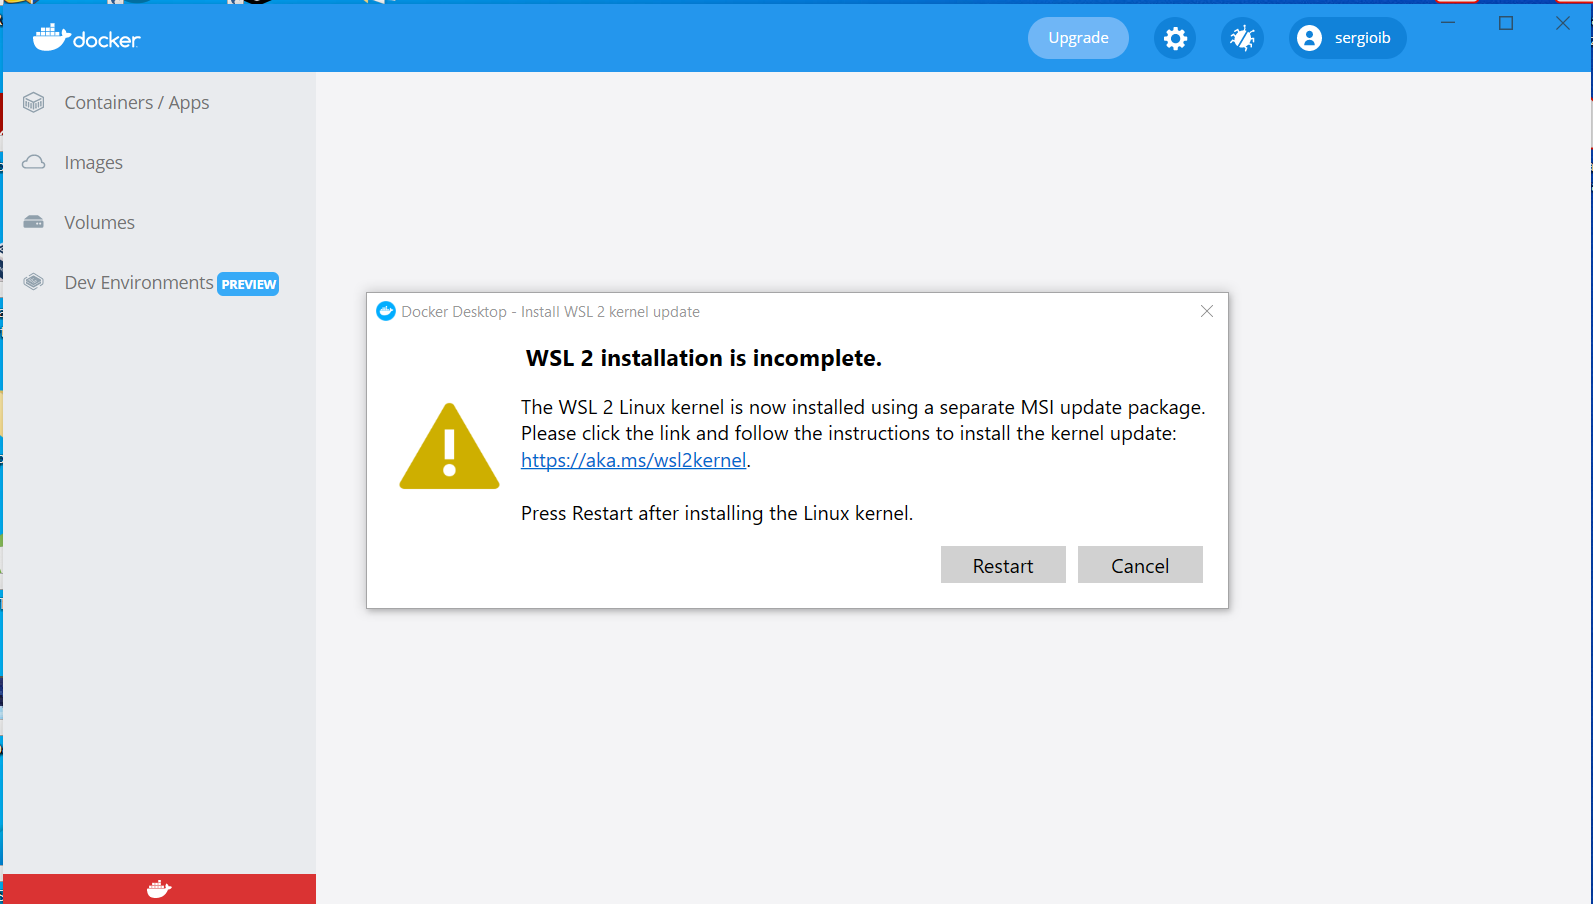 docker
Upgrade
sergioib
Containers / Apps
Images
Volumes
Dev Environments PREVIEW
Docker Desktop - Install WSL 2 kernel update
WSL 2 installation is incomplete.
The WSL 2 Linux kernel is now installed using a separate MSI update package.
Please click the link and follow the instructions to install the kernel update:
https://aka.ms/wsl2kernel.
Press Restart after installing the Linux kernel.
Restart
Cancel